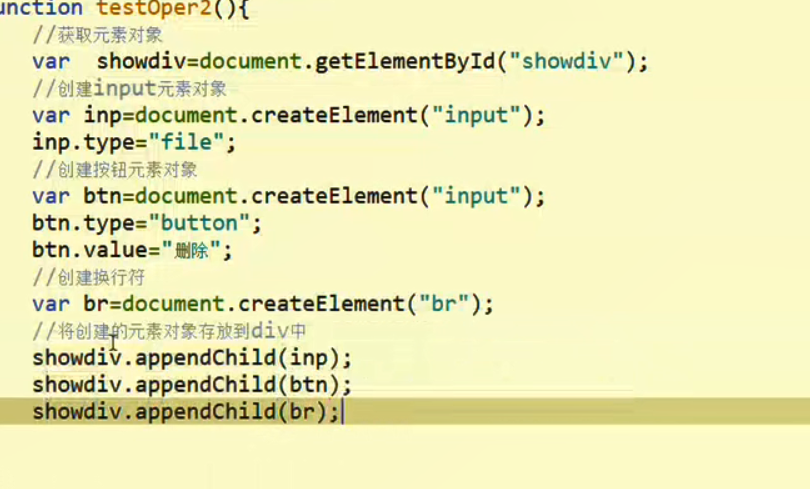 unction testOper2(){
//获取元素对象
var  showdiv=document.getElementById("showdiv");
//创建input元素对象
var inp=document.createElement("input");
inp.type="file";
//创建按钮元素对象
var btn=document.createElement("input");
btn.type="button";
btn.value="删除";
//创建换行符
var br=document.createElement("br");
//将创建的元素对象存放到div中
showdiv.appendChild(inp);
showdiv.appendChild(btn);
showdiv.appendChild(br);